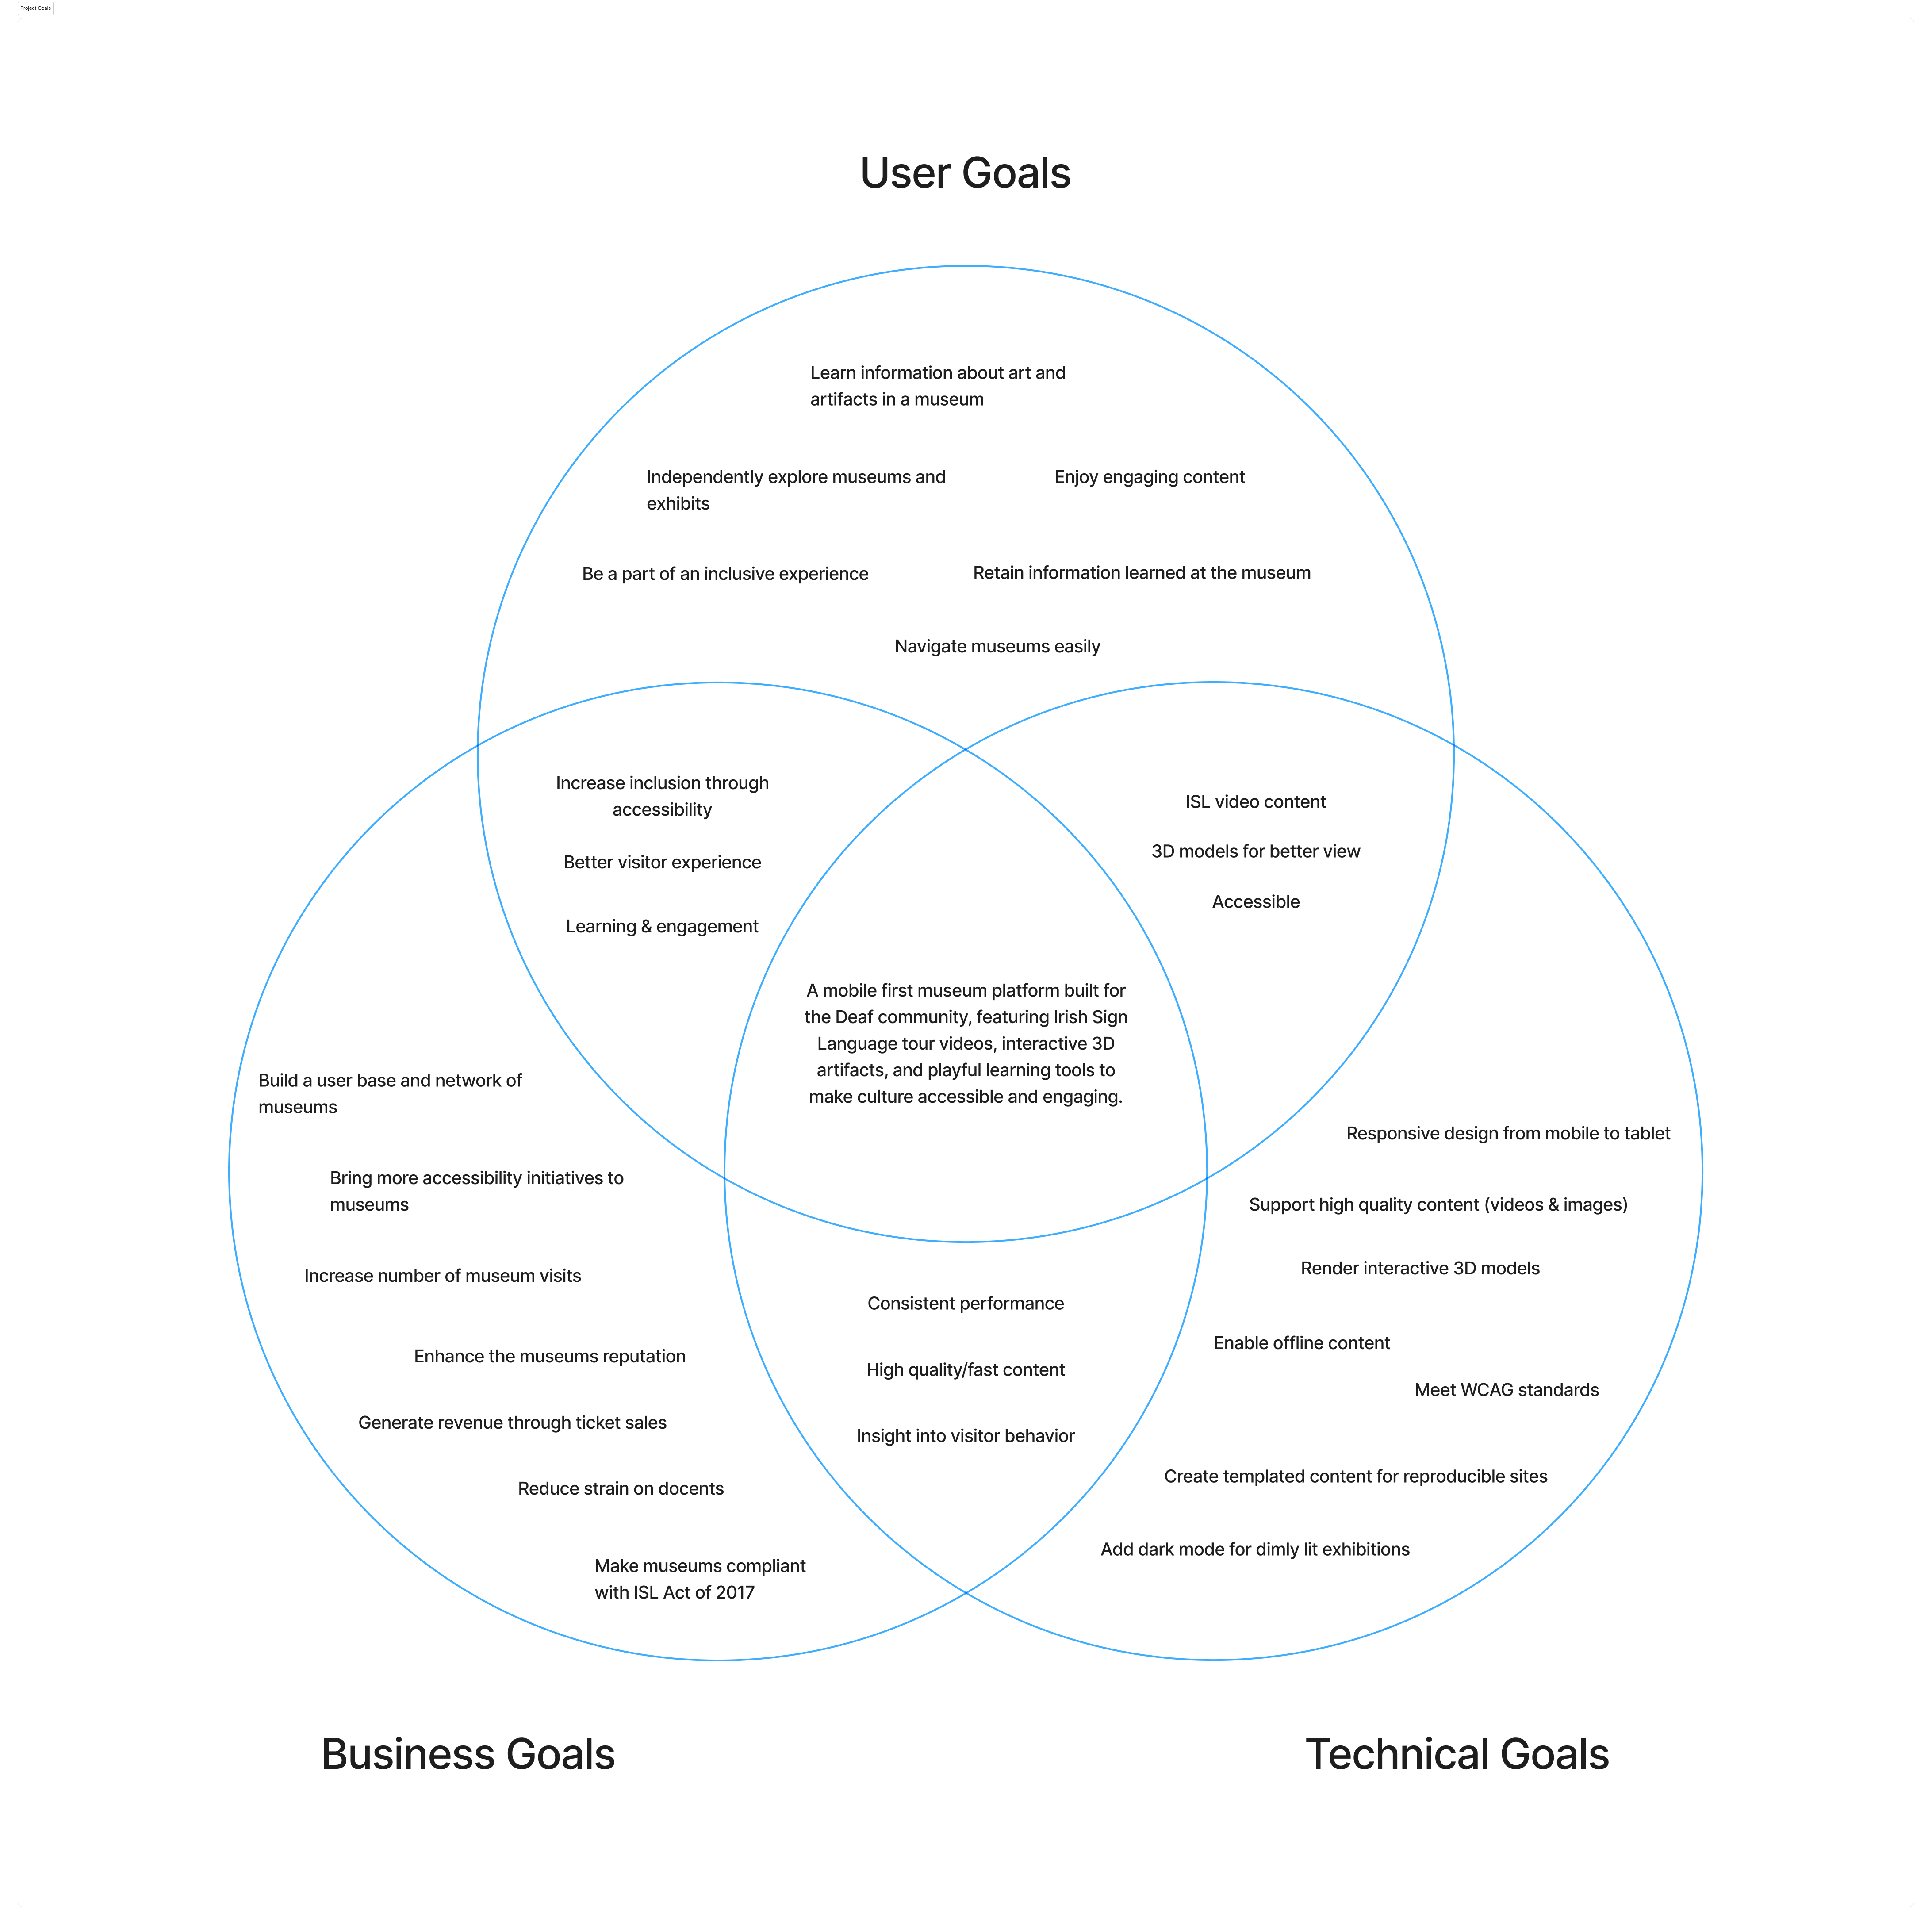 Project Goals
User Goals
Learn information about art and
artifacts in a museum
Independently explore museums and
exhibits
Enjoy engaging content
Be a part of an inclusive experience
Retain information learned at the museum
Navigate museums easily
Increase inclusion through
accessibility
Better visitor experience
Learning & engagement
ISL video content
3D models for better view
Accessible
A mobile first museum platform built for
the Deaf community, featuring Irish Sign
Language tour videos, interactive 3D
artifacts, and playful learning tools to
make culture accessible and engaging.
Build a user base and network of
museums
Bring more accessibility initiatives to
museums
Increase number of museum visits
Enhance the museums reputation
Generate revenue through ticket sales
Reduce strain on docents
Make museums compliant
with ISL Act of 2017
Consistent performance
High quality/fast content
Insight into visitor behavior
Responsive design from mobile to tablet
Support high quality content (videos & images)
Render interactive 3D models
Enable offline content
Meet WCAG standards
Create templated content for reproducible sites
Add dark mode for dimly lit exhibitions
Business Goals
Technical Goals